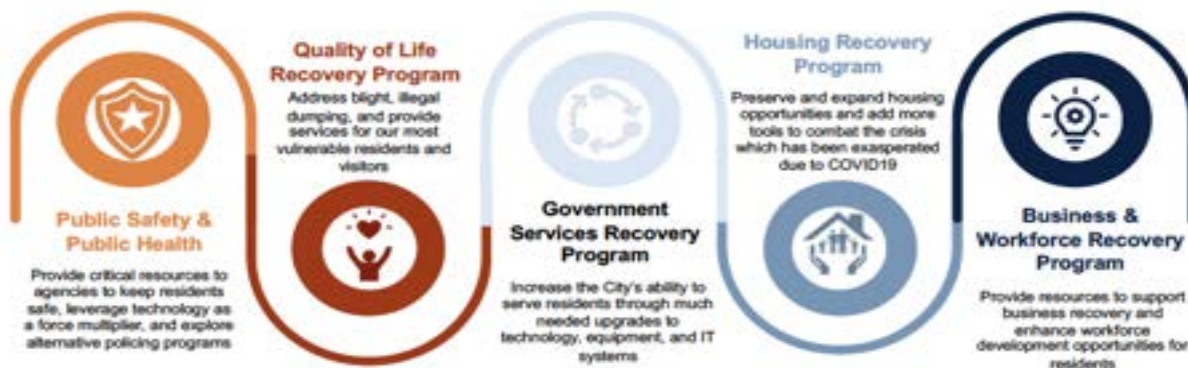 Public Safety &
Public Health
Provide critical resources to
agencies to keep residents
safe, leverage technology as
a force multiplier, and explore
alternative policing programs
Quality of Life
Recovery Program
Address blight, illegal
dumping, and provide
services for our most
vulnerable residents and
visitors
Government
Services Recovery
Program
Increase the City's ability to
serve residents through much
needed upgrades to
technology, equipment, and IT
systems
Housing Recovery
Program
Preserve and expand housing
opportunities and add more
tools to combat the crisis
which has been exasperated
due to COVID19
Business &
Workforce Recovery
Program
Provide resources to support
business recovery and
enhance workforce
development opportunities for
residents